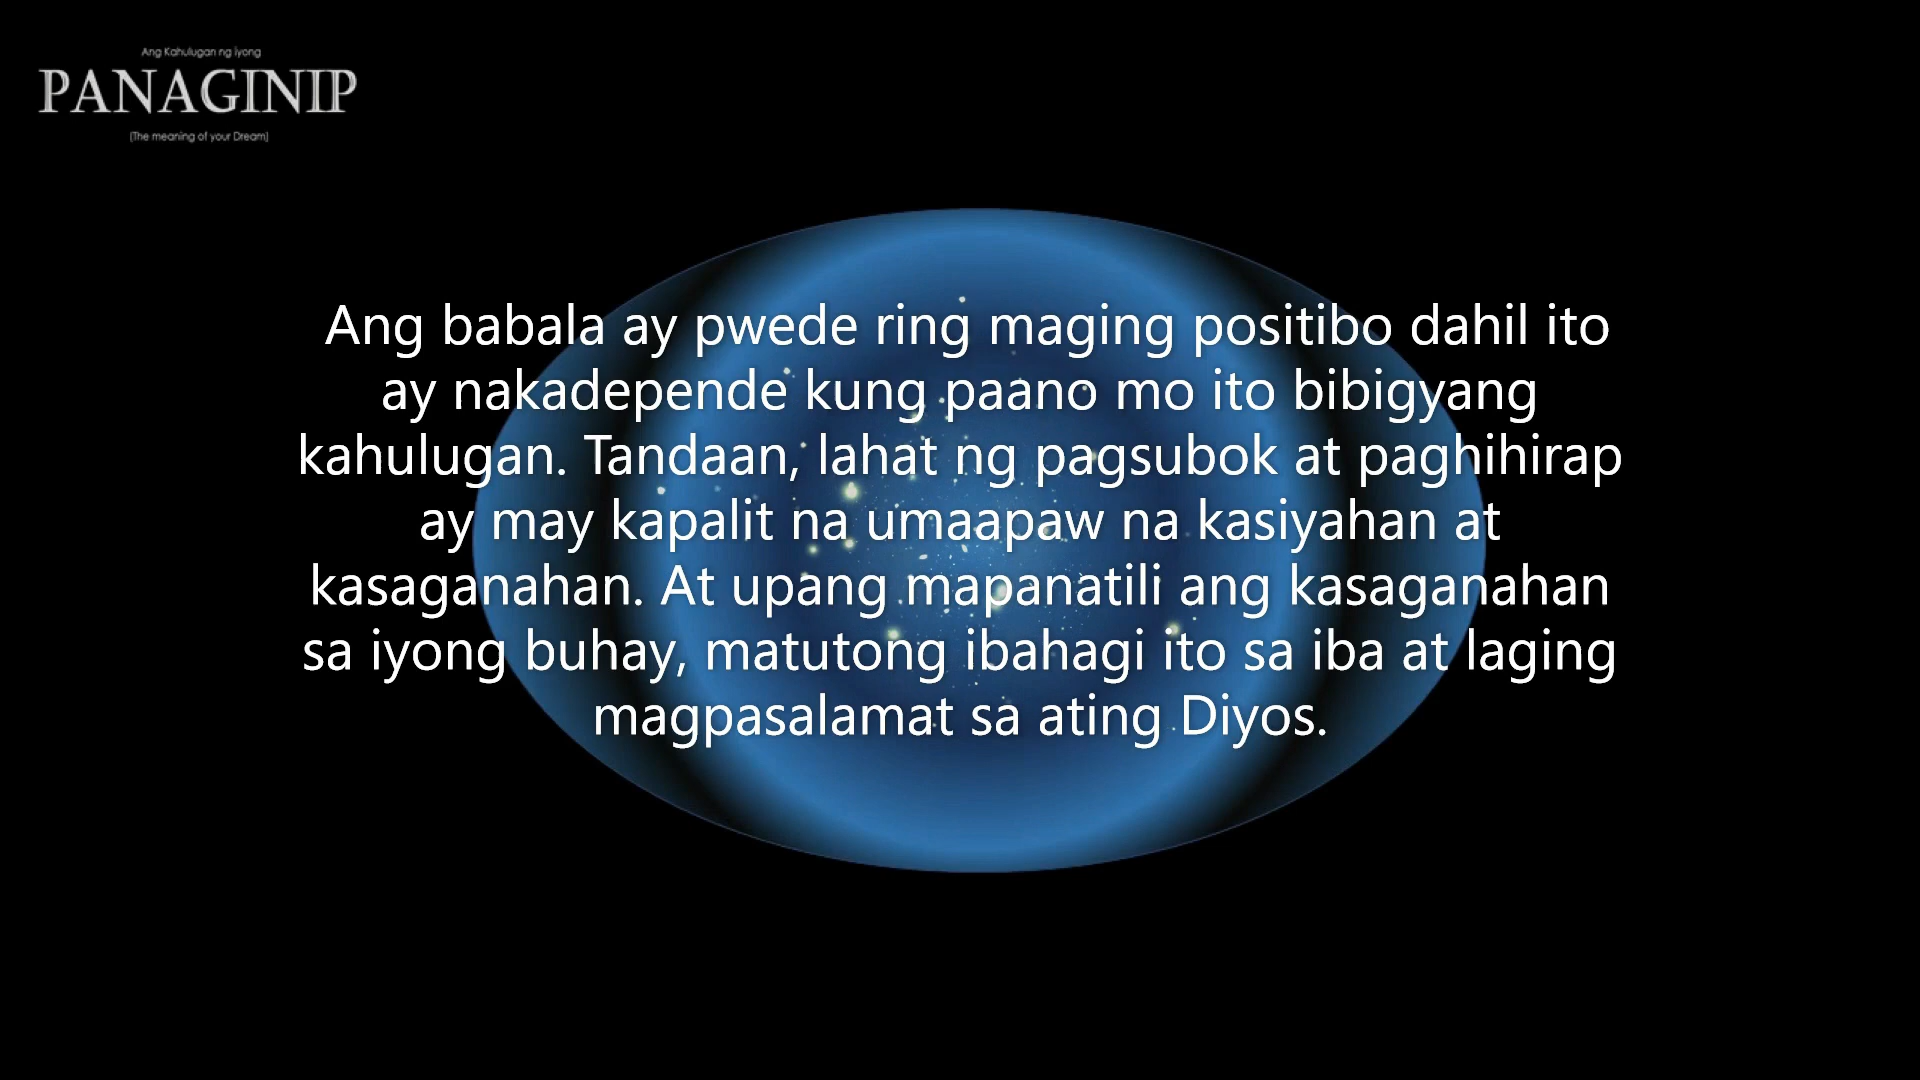 Ang Kahulugan ng iyong
PANAGINIP
(The meaning of your Dream)
Ang babala ay pwede ring maging positibo dahil ito
ay nakadepende kung paano mo ito bibigyang
kahulugan. Tandaan, lahat ng pagsubok at paghihirap
ay may kapalit na umaapaw na kasiyahan at
kasaganahan. At upang mapanatili ang kasaganahan
sa iyong buhay, matutong ibahagi ito sa iba at laging
magpasalamat sa ating Diyos.